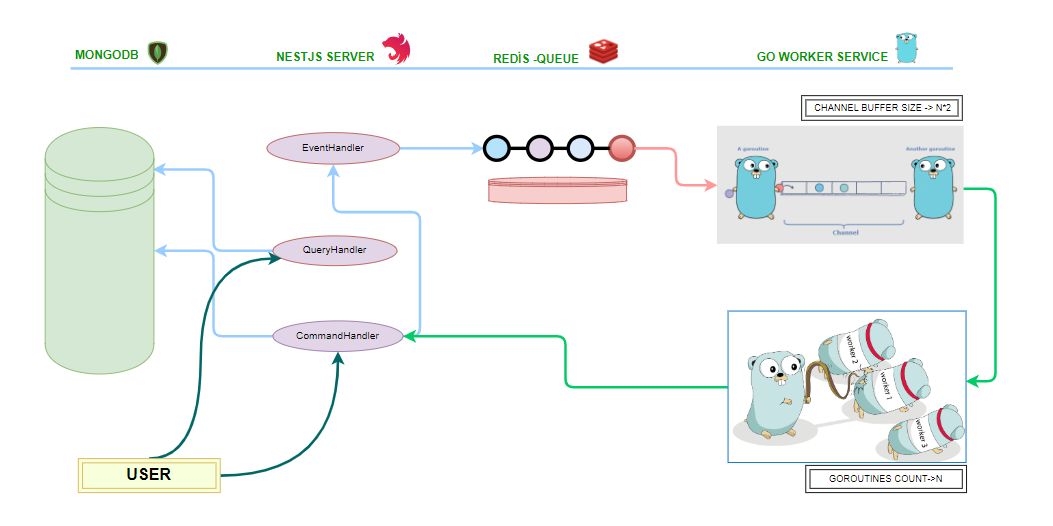 MONGODB
NESTJS SERVER
REDİS -QUEUE
GO WORKER SERVICE
CHANNEL BUFFER SIZE -> N*2
EventHandler
A goroutine
Another goroutine
Channel
QueryHandler
CommandHandler
worker 2
worker 1
worker 3
USER
GOROUTINES COUNT->N